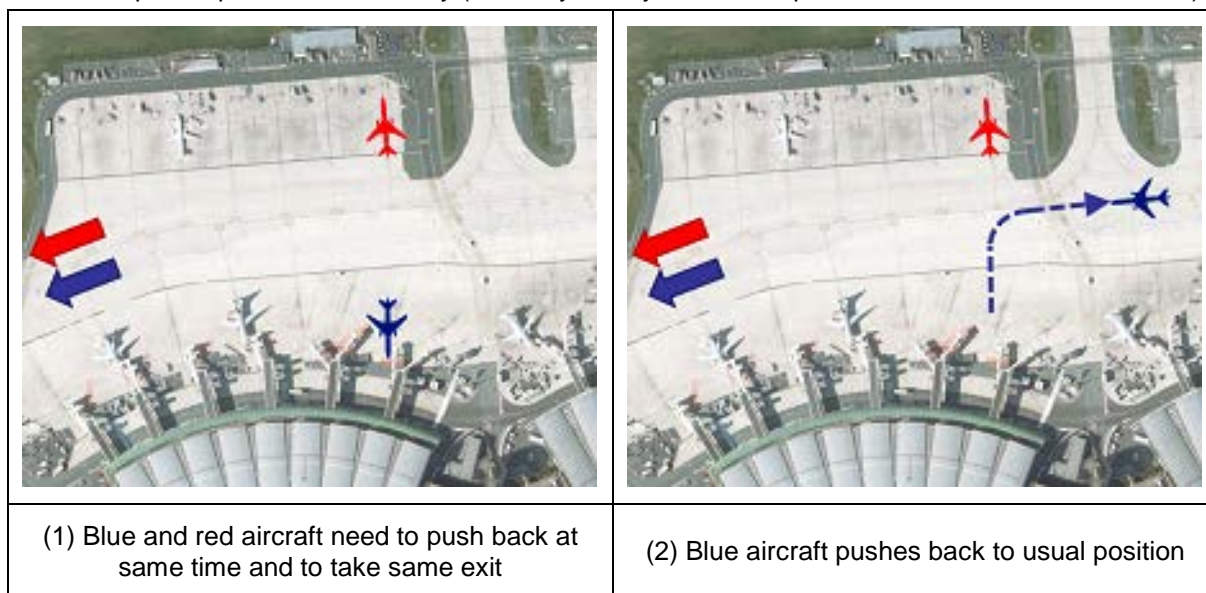 (1) Blue and red aircraft need to push back at
same time and to take same exit
(2) Blue aircraft pushes back to usual position